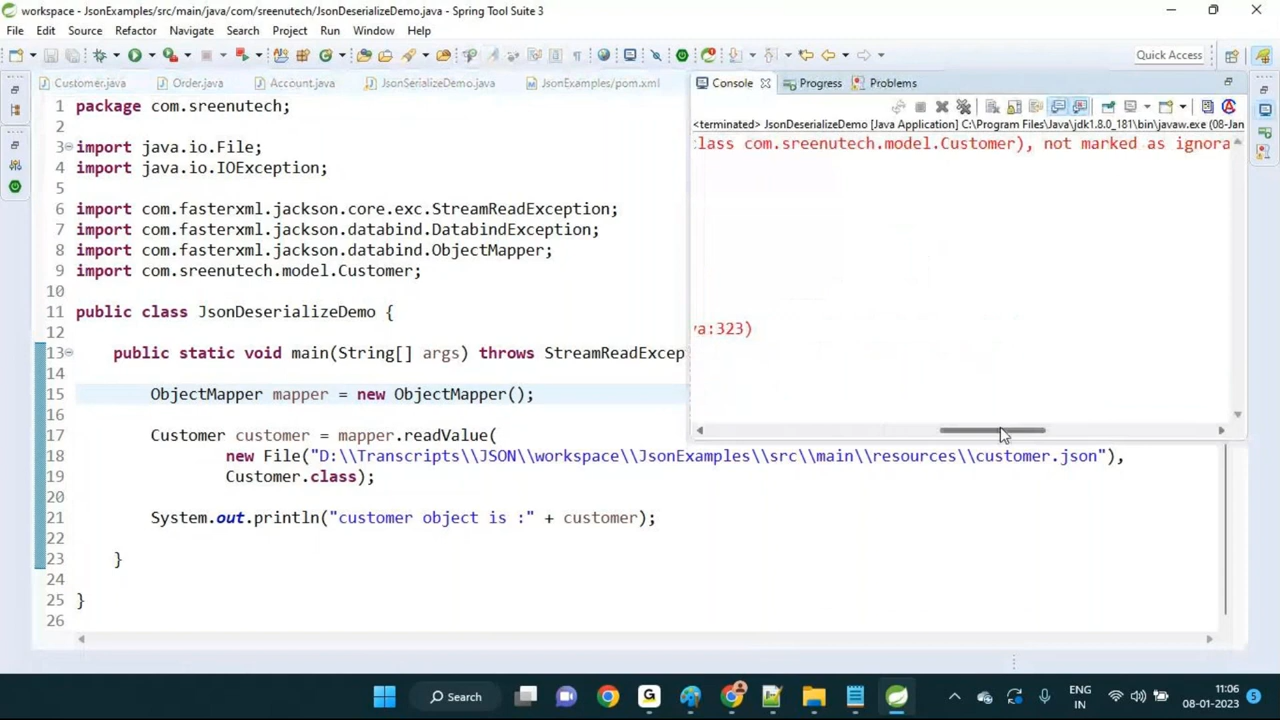 workspace - JsonExamples/src/main/java/com/sreenutech/JsonDeserializeDemo.java - Spring Tool Suite 3
File Edit Source Refactor Navigate Search Project Run Window Help
Quick Access
Customer.java Order.java Account.java JsonSerializeDemo.java JsonExamples/pom.xml
Console Progress Problems
<terminated> JsonDeserializeDemo [Java Application] C:\Program Files\Java\jdk1.8.0_181\bin\javaw.exe (08-Jan
lass com.sreenutech.model.Customer), not marked as ignora
a:323)
1 package com.sreenutech;
2
3 import java.io.File;
4 import java.io.IOException;
5
6 import com.fasterxml.jackson.core.exc.StreamReadException;
7 import com.fasterxml.jackson.databind.DatabindException;
8 import com.fasterxml.jackson.databind.ObjectMapper;
9 import com.sreenutech.model.Customer;
10
11 public class JsonDeserializeDemo {
12
13 public static void main(String[] args) throws StreamReadExcep
14
15 ObjectMapper mapper = new ObjectMapper();
16
17 Customer customer = mapper.readValue(
18 new File("D:\\Transcripts\\JSON\\workspace\\JsonExamples\\src\\main\\resources\\customer.json"),
19 Customer.class);
20
21 System.out.println("customer object is :" + customer);
22
23 }
24
25 }
26
Search
ENG
IN
11:06
08-01-2023
5